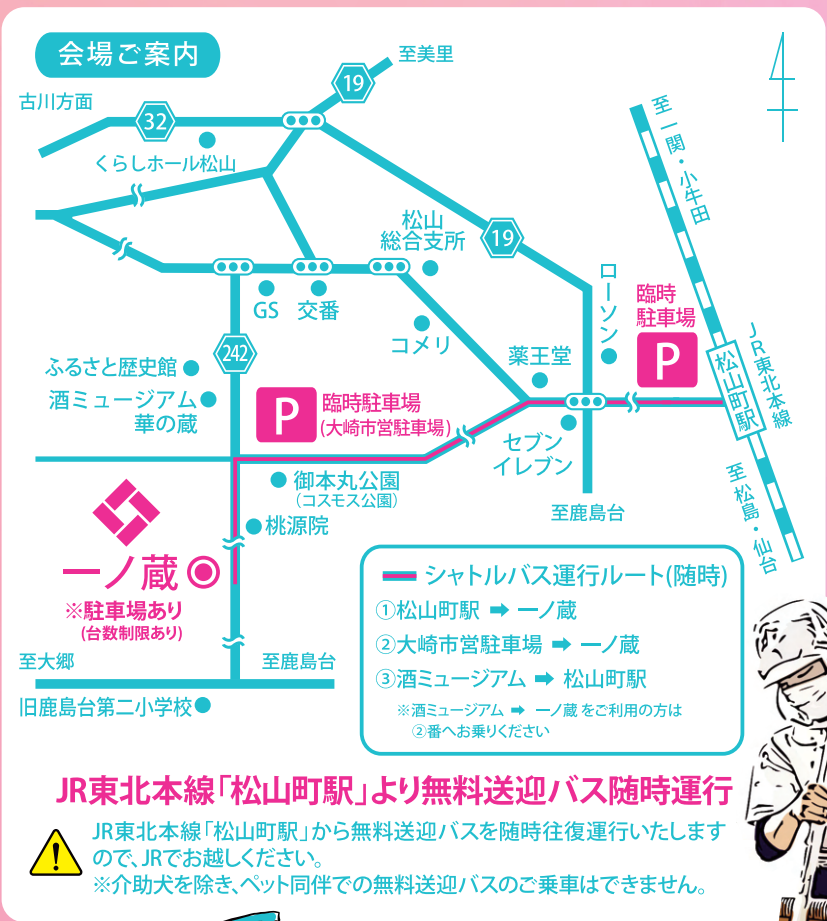 会場ご案内
至美里
19
古川方面
32
くらしホール松山
至一関・小牛田
松山
総合支所
19
ローソン
臨時
駐車場
P
GS
交番
コメリ
薬王堂
242
ふるさと歴史館
酒ミュージアム
華の蔵
P
臨時駐車場
(大崎市営駐車場)
松山町駅
JR東北本線
セブン
イレブン
御本丸公園
(コスモス公園)
至鹿島台
至松島・仙台
桃源院
一ノ蔵
※駐車場あり
(台数制限あり)
至大郷
至鹿島台
旧鹿島台第二小学校
シャトルバス運行ルート(随時)
①松山町駅 ➡ 一ノ蔵
②大崎市営駐車場 ➡ 一ノ蔵
③酒ミュージアム ➡ 松山町駅
※酒ミュージアム ➡ 一ノ蔵 をご利用の方は
②番へお乗りください
JR東北本線「松山町駅」より無料送迎バス随時運行
JR東北本線「松山町駅」から無料送迎バスを随時往復運行いたします
ので、JRでお越しください。
※介助犬を除き、ペット同伴での無料送迎バスのご乗車はできません。